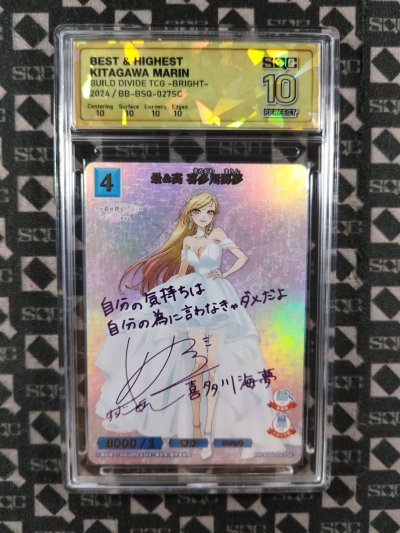 BEST & HIGHEST
KITAGAWA MARIN
BUILD DIVIDE TCG -BRIGHT-
2024 / BB-BSQ-027SC
Centering Surface Corners Edges
10 10 10 10
SQC
10
PERFECT
4
最&高 喜多川海夢
自分の気持ちは
自分の為に言わなきゃダメだよ
喜多川海夢
3000 / 1